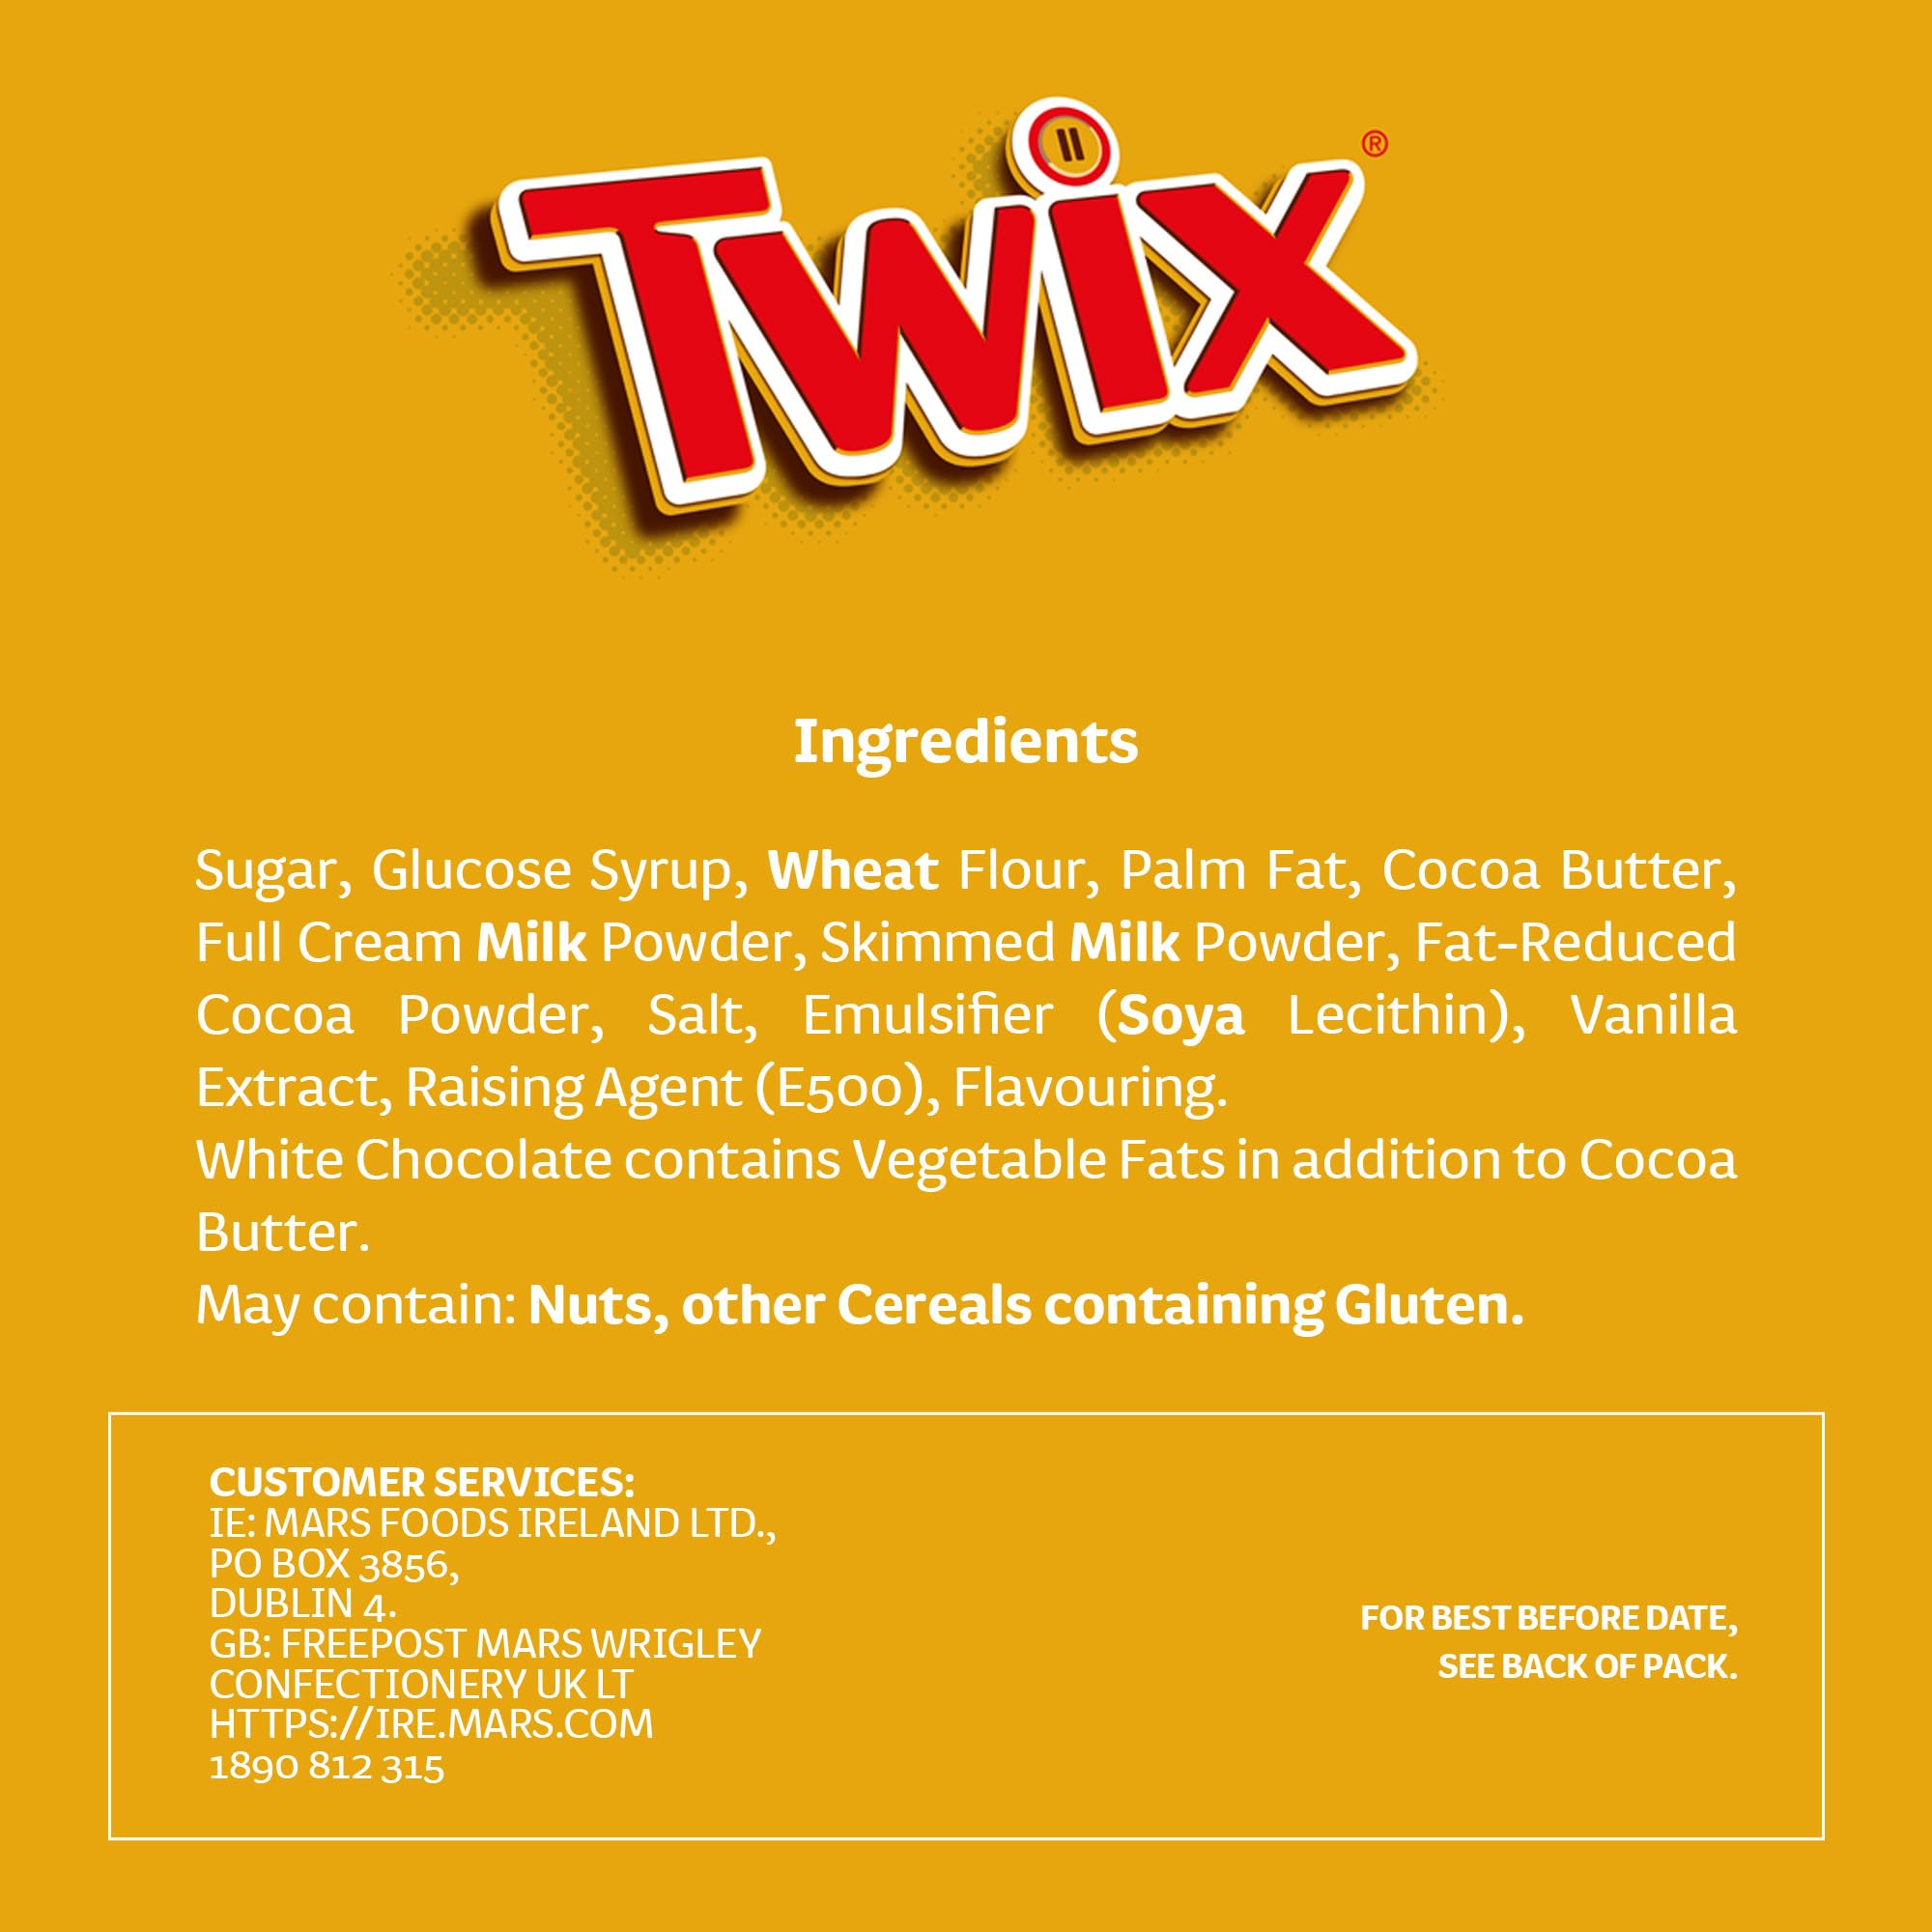 Twix®
Ingredients
Sugar, Glucose Syrup, Wheat Flour, Palm Fat, Cocoa Butter,
Full Cream Milk Powder, Skimmed Milk Powder, Fat-Reduced
Cocoa Powder, Salt, Emulsifier (Soya Lecithin), Vanilla
Extract, Raising Agent (E500), Flavouring.
White Chocolate contains Vegetable Fats in addition to Cocoa
Butter.
May contain: Nuts, other Cereals containing Gluten.
CUSTOMER SERVICES:
IE: MARS FOODS IRELAND LTD.,
PO BOX 3856,
DUBLIN 4.
GB: FREEPOST MARS WRIGLEY
CONFECTIONERY UK LT
HTTPS://IRE.MARS.COM
1890 812 315
FOR BEST BEFORE DATE,
SEE BACK OF PACK.